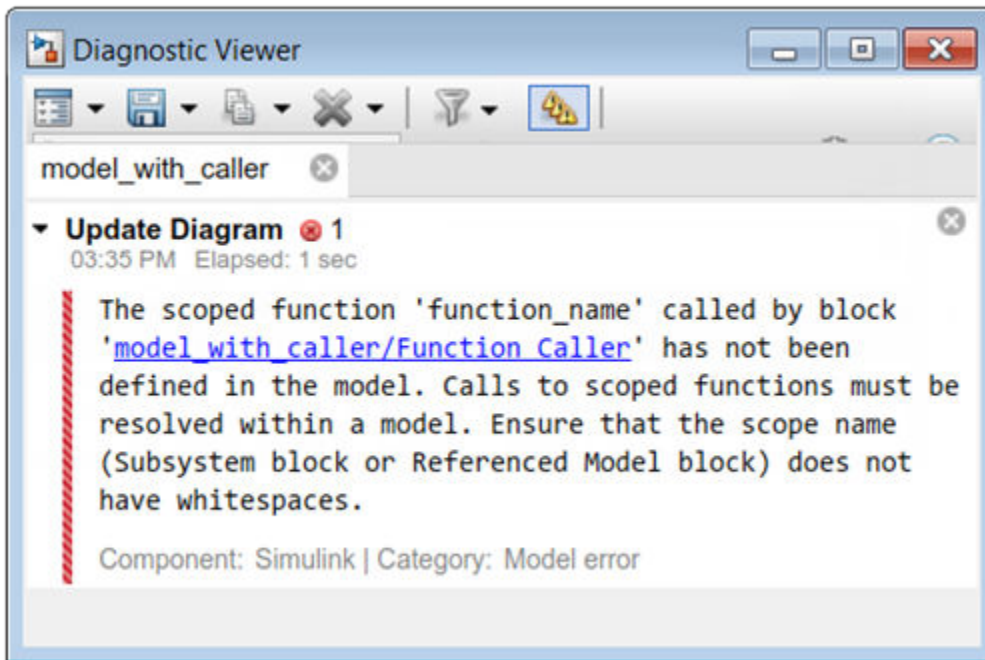 Diagnostic Viewer
model_with_caller
Update Diagram 1
03:35 PM Elapsed: 1 sec
The scoped function 'function_name' called by block
'model_with_caller/Function Caller' has not been
defined in the model. Calls to scoped functions must be
resolved within a model. Ensure that the scope name
(Subsystem block or Referenced Model block) does not
have whitespaces.
Component: Simulink | Category: Model error